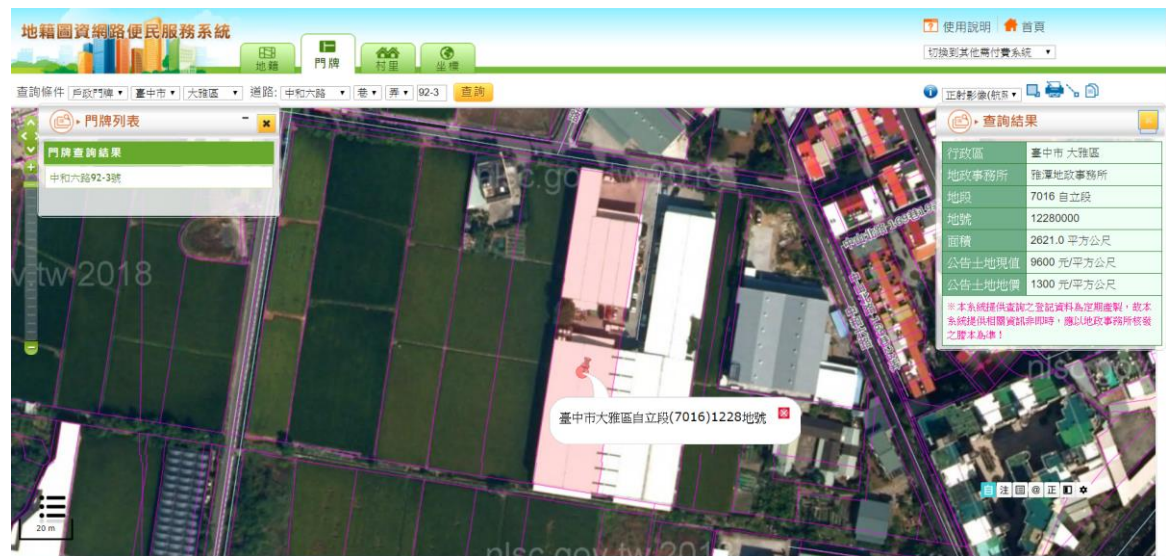 地籍圖資網路便民服務系統
地籍
門牌
村里
坐標
使用說明 首頁
切換到其他需付費系統
查詢條件 戶政門牌 臺中市 大雅區 道路: 中和六路 巷 弄 92-3 查詢
門牌列表
門牌查詢結果
中和六路92-3號
查詢結果
行政區 臺中市 大雅區
地政事務所 雅潭地政事務所
地段 7016 自立段
地號 12280000
面積 2621.0 平方公尺
公告土地現值 9600 元/平方公尺
公告土地地價 1300 元/平方公尺
※本系統提供查詢之登記資料為定期產製，故本
系統提供相關資訊非即時，應以地政事務所核發
之謄本為準！
臺中市大雅區自立段(7016)1228地號
20 m